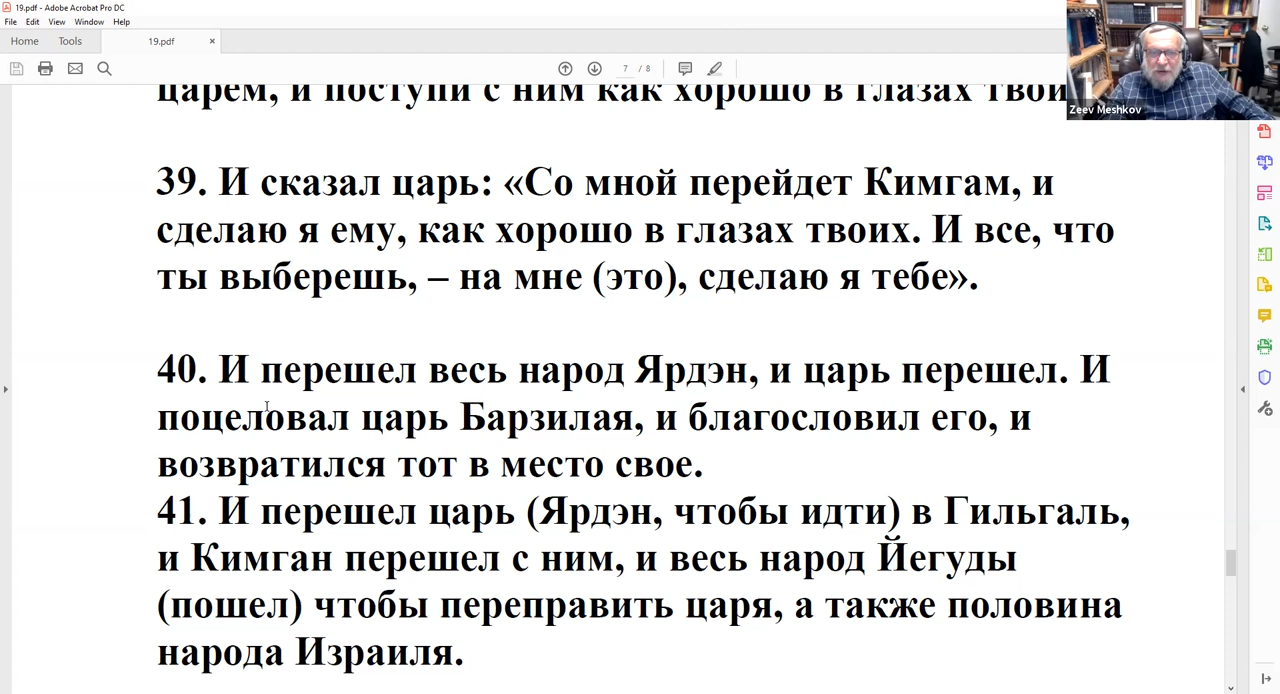 19.pdf - Adobe Acrobat Pro DC
File Edit View Window Help
Home Tools 19.pdf ×
7 / 8
Zeev Meshkov
царем, и поступи с ним как хорошо в глазах твои
39. И сказал царь: «Со мной перейдет Кимгам, и
сделаю я ему, как хорошо в глазах твоих. И все, что
ты выберешь, – на мне (это), сделаю я тебе».
40. И перешел весь народ Ярдэн, и царь перешел. И
поцеловал царь Барзилая, и благословил его, и
возвратился тот в место свое.
41. И перешел царь (Ярдэн, чтобы идти) в Гильгаль,
и Кимган перешел с ним, и весь народ Йегуды
(пошел) чтобы переправить царя, а также половина
народа Израиля.